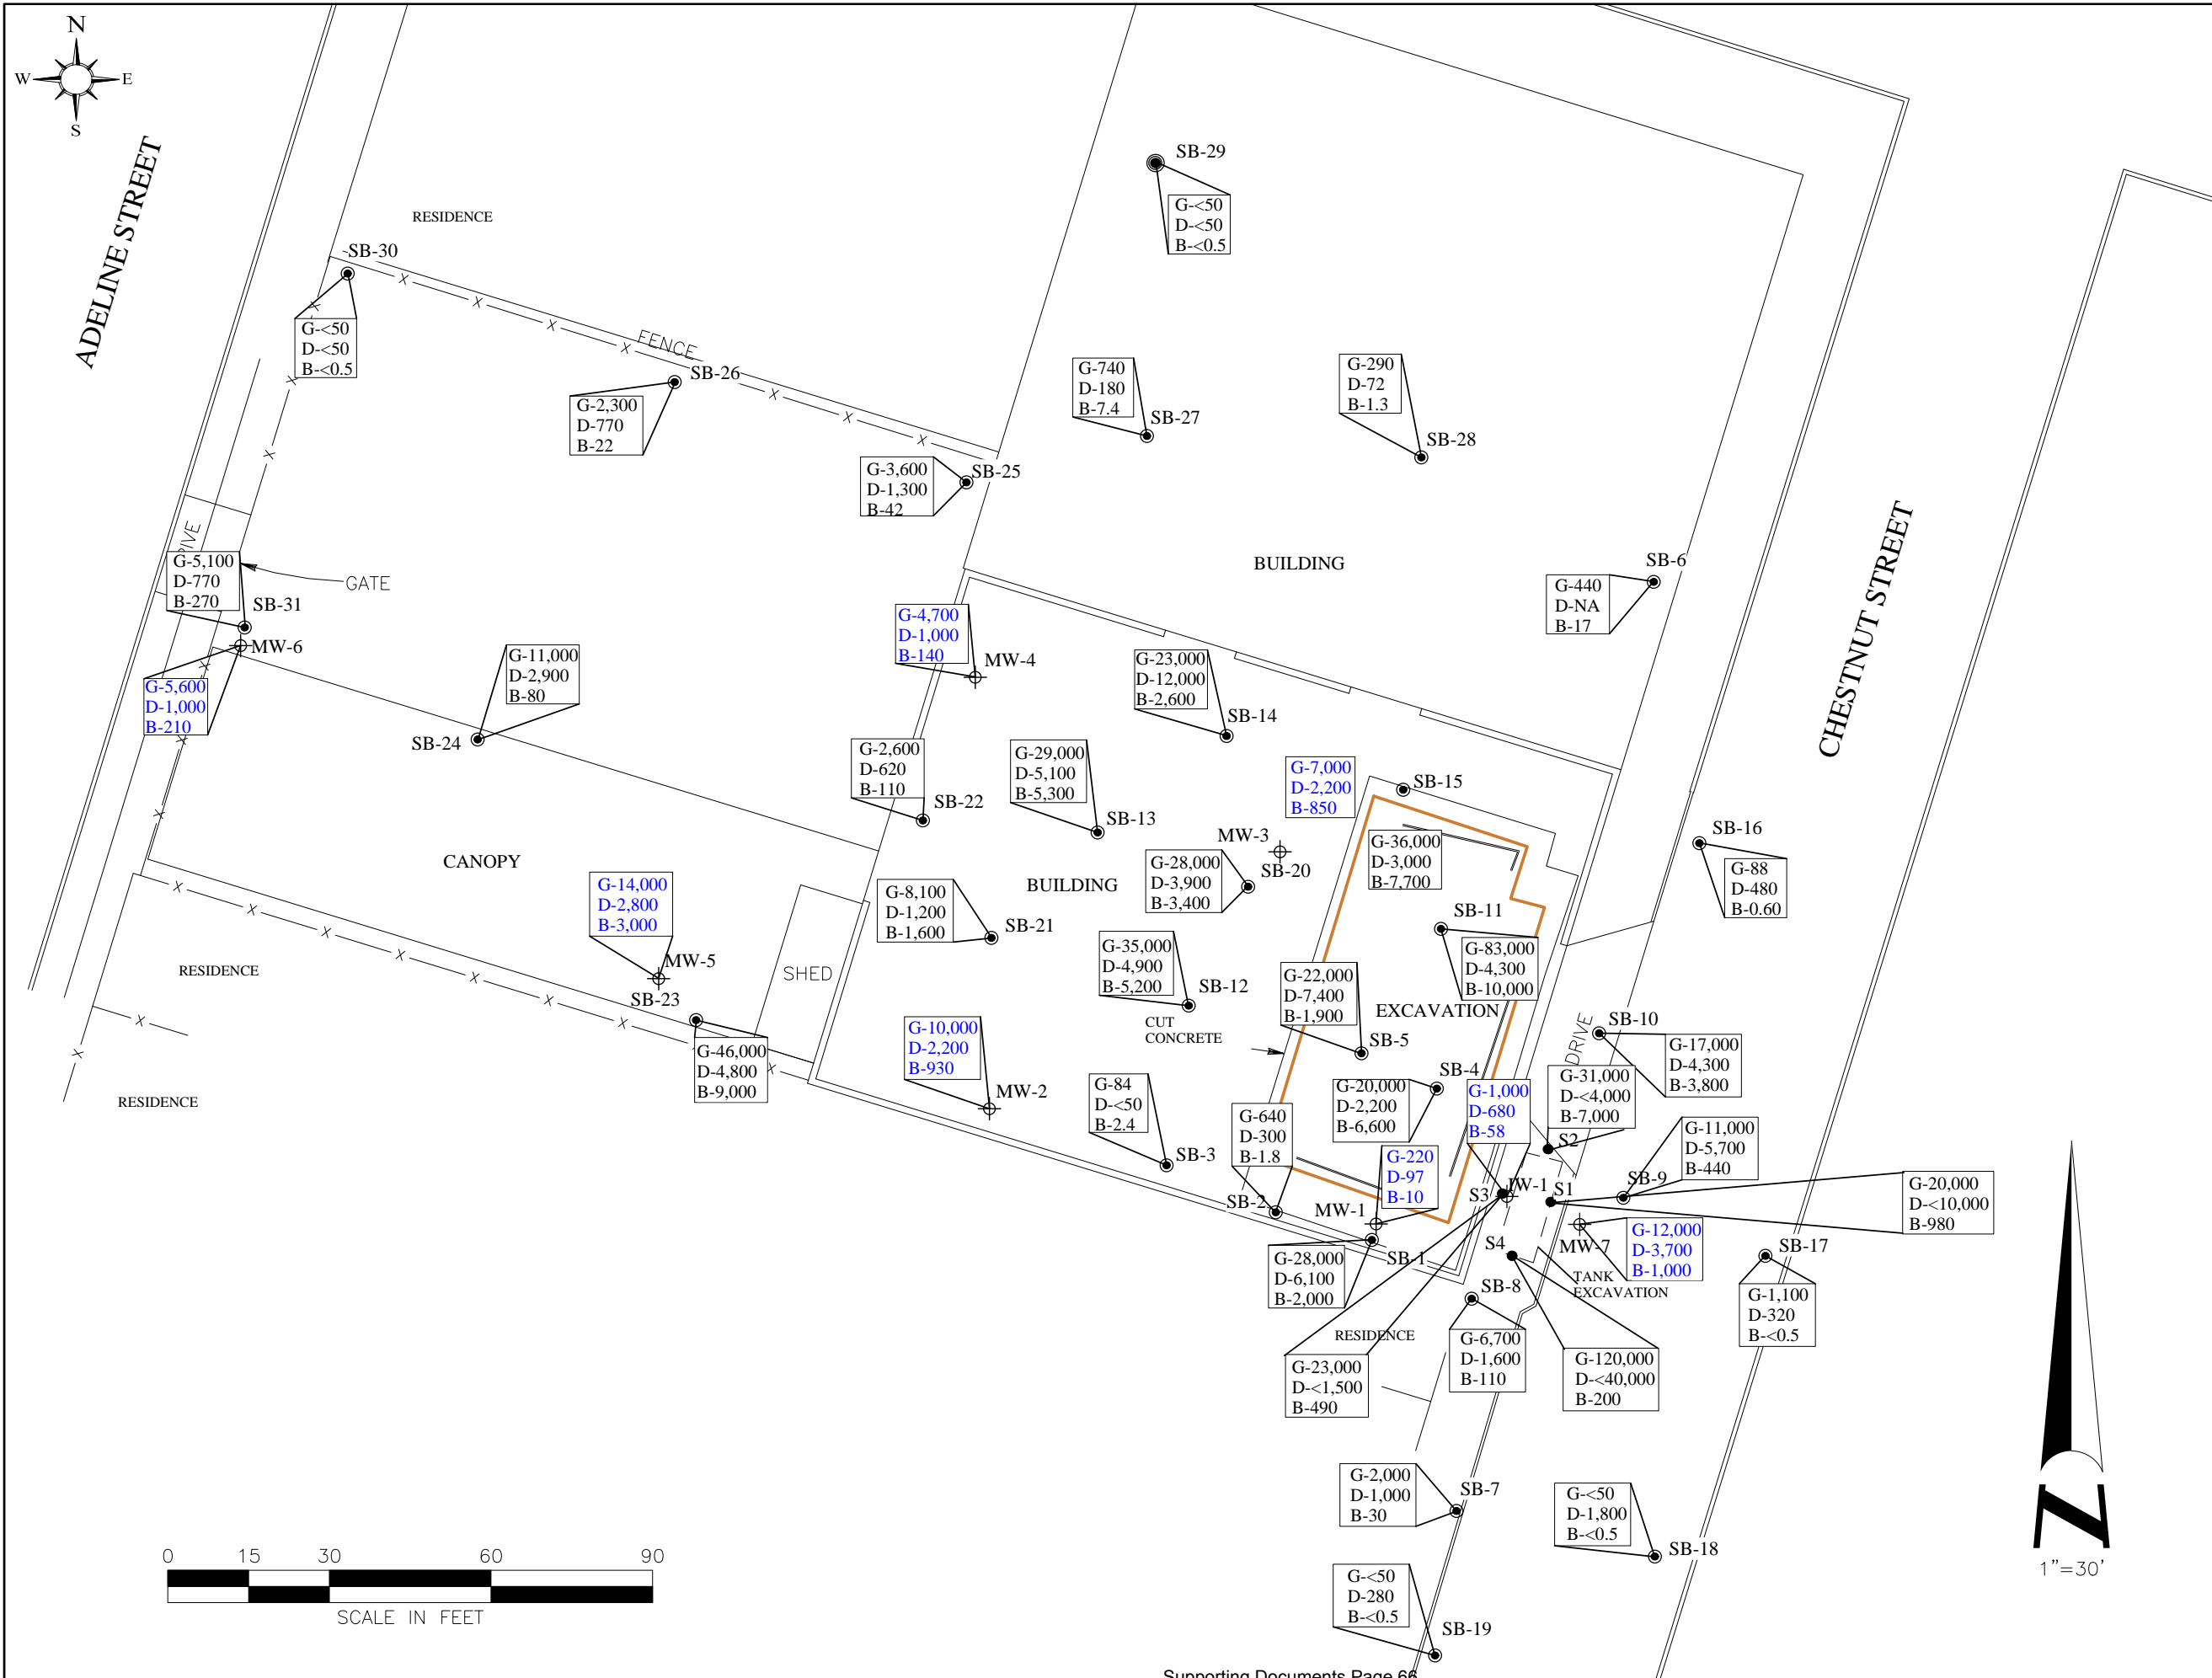 N
W
E
S
ADELINE STREET
RESIDENCE
SB-29
G-<50
D-<50
B-<0.5
SB-30
G-<50
D-<50
B-<0.5
FENCE
SB-26
G-2,300
D-770
B-22
G-740
D-180
B-7.4
SB-27
G-290
D-72
B-1.3
SB-28
G-3,600
D-1,300
B-42
SB-25
CHESTNUT STREET
BUILDING
SB-6
G-440
D-NA
B-17
G-5,100
D-770
B-270
GATE
SB-31
MW-6
G-5,600
D-1,000
B-210
G-11,000
D-2,900
B-80
SB-24
G-4,700
D-1,000
B-140
MW-4
G-23,000
D-12,000
B-2,600
SB-14
G-2,600
D-620
B-110
SB-22
G-29,000
D-5,100
B-5,300
SB-13
G-7,000
D-2,200
B-850
SB-15
MW-3
SB-20
G-28,000
D-3,900
B-3,400
G-36,000
D-3,000
B-7,700
SB-16
G-88
D-480
B-0.60
CANOPY
BUILDING
G-14,000
D-2,800
B-3,000
MW-5
SB-23
SHED
G-8,100
D-1,200
B-1,600
SB-21
SB-11
G-83,000
D-4,300
B-10,000
G-35,000
D-4,900
B-5,200
SB-12
CUT
CONCRETE
G-22,000
D-7,400
B-1,900
SB-5
EXCAVATION
RESIDENCE
RESIDENCE
G-46,000
D-4,800
B-9,000
G-10,000
D-2,200
B-930
MW-2
G-84
D-<50
B-2.4
SB-3
G-640
D-300
B-1.8
SB-2
G-20,000
D-2,200
B-6,600
SB-4
G-1,000
D-680
B-58
DRIVE
SB-10
G-17,000
D-4,300
B-3,800
G-31,000
D-<4,000
B-7,000
S2
G-11,000
D-5,700
B-440
SB-9
G-220
D-97
B-10
MW-1
S3
IW-1
S1
G-20,000
D-<10,000
B-980
G-12,000
D-3,700
B-1,000
MW-7
S4
SB-1
G-28,000
D-6,100
B-2,000
TANK
EXCAVATION
SB-17
G-1,100
D-320
B-<0.5
SB-8
RESIDENCE
G-6,700
D-1,600
B-110
G-23,000
D-<1,500
B-490
G-120,000
D-<40,000
B-200
G-2,000
D-1,000
B-30
SB-7
G-<50
D-1,800
B-<0.5
SB-18
G-<50
D-280
B-<0.5
SB-19
0 15 30 60 90
SCALE IN FEET
N
1"=30'
Supporting Documents Page 66